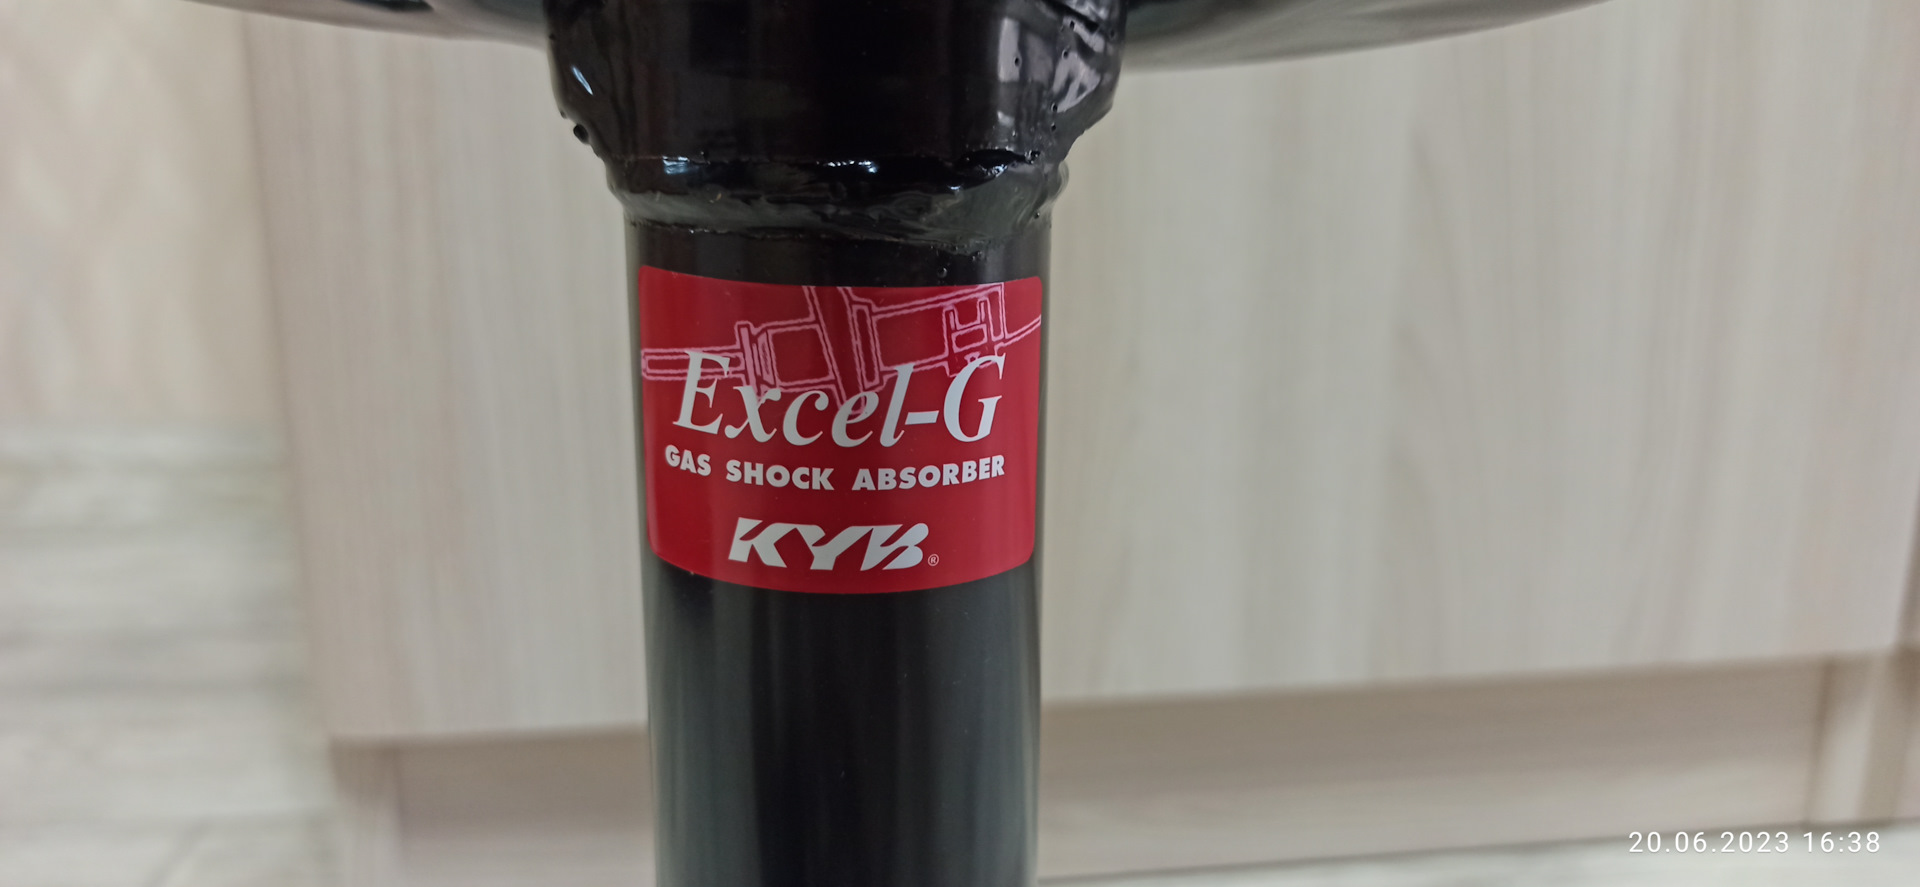 Excel-G
GAS SHOCK ABSORBER
KYB®
20.06.2023 16:38